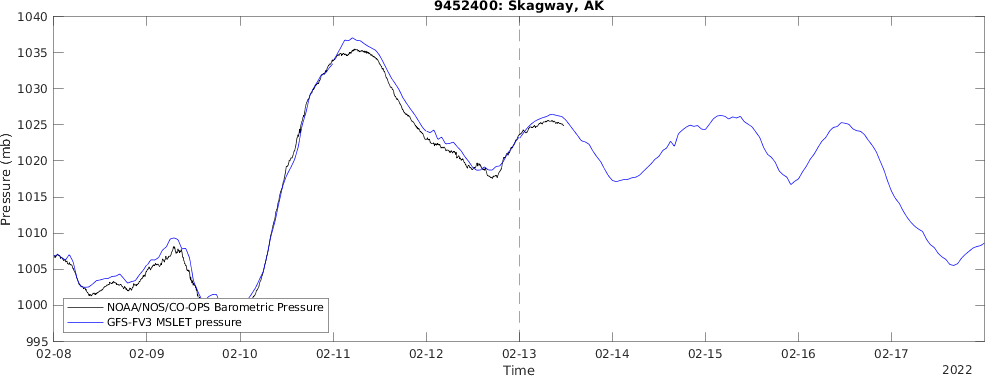 9452400: Skagway, AK
1040
1035
1030
1025
1020
1015
1010
1005
1000
995
Pressure (mb)
NOAA/NOS/CO-OPS Barometric Pressure
GFS-FV3 MSLET pressure
02-08 02-09 02-10 02-11 02-12 02-13 02-14 02-15 02-16 02-17
Time
2022